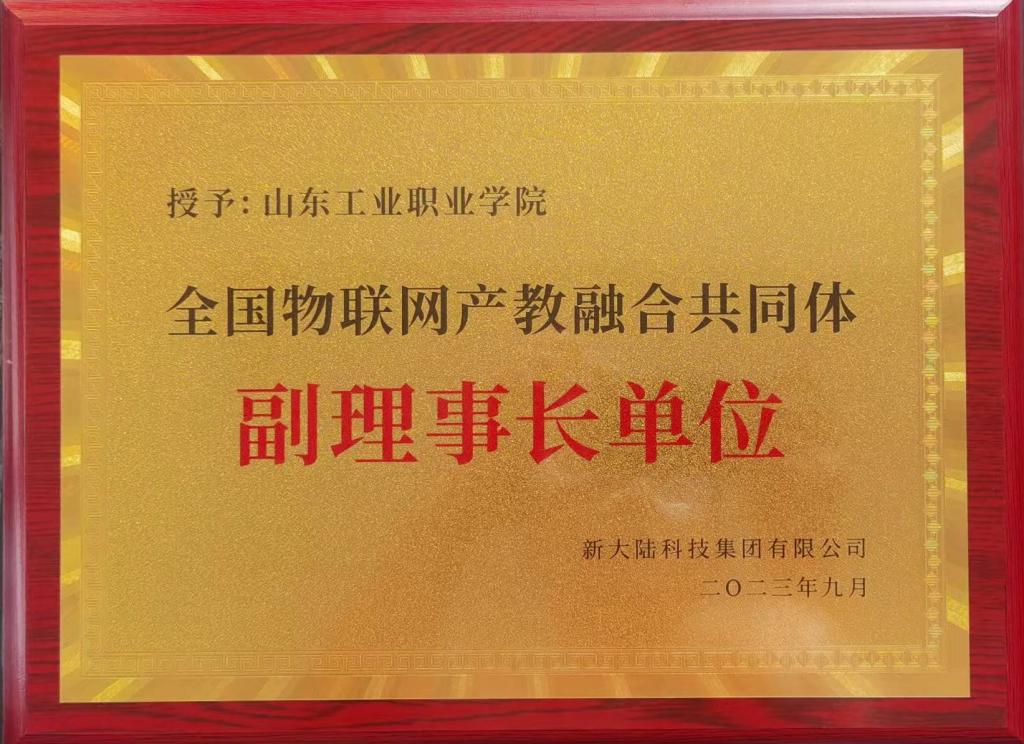 授予：山东工业职业学院
全国物联网产教融合共同体
副理事长单位
新大陆科技集团有限公司
二〇二三年九月